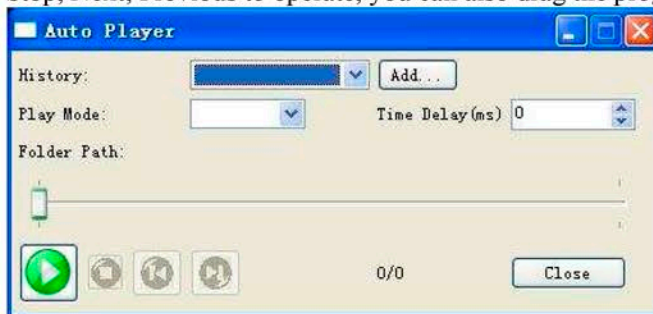 Stop, Next, Previous to operate, you can also drag the pro
Auto Player
History:
Add...
Play Mode:
Time Delay(ms) 0
Folder Path:
0/0
Close